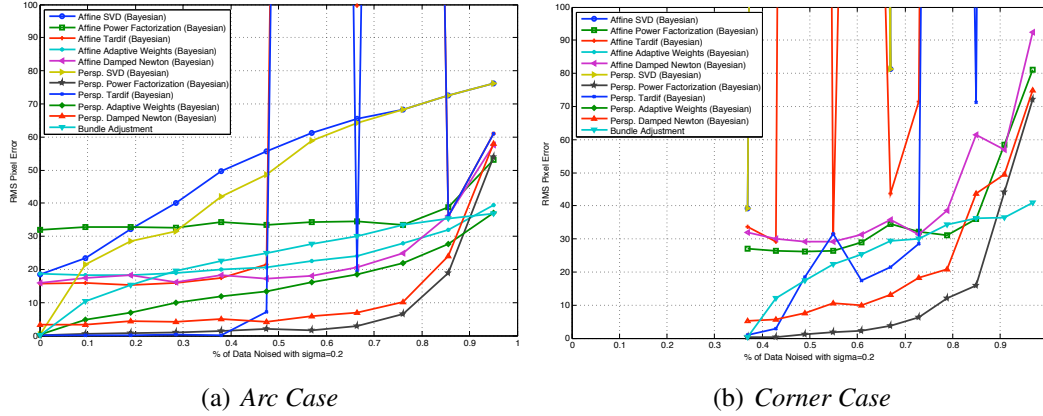 100
90
80
70
60
50
40
30
20
10
0
RMS Pixel Error
Affine SVD (Bayesian)
Affine Power Factorization (Bayesian)
Affine Tardif (Bayesian)
Affine Adaptive Weights (Bayesian)
Affine Damped Newton (Bayesian)
Persp. SVD (Bayesian)
Persp. Power Factorization (Bayesian)
Persp. Tardif (Bayesian)
Persp. Adaptive Weights (Bayesian)
Persp. Damped Newton (Bayesian)
Bundle Adjustment
0 0.1 0.2 0.3 0.4 0.5 0.6 0.7 0.8 0.9 1
% of Data Noised with sigma=0.2
(a) Arc Case
100
90
80
70
60
50
40
30
20
10
0
RMS Pixel Error
Affine SVD (Bayesian)
Affine Power Factorization (Bayesian)
Affine Tardif (Bayesian)
Affine Adaptive Weights (Bayesian)
Affine Damped Newton (Bayesian)
Persp. SVD (Bayesian)
Persp. Power Factorization (Bayesian)
Persp. Tardif (Bayesian)
Persp. Adaptive Weights (Bayesian)
Persp. Damped Newton (Bayesian)
Bundle Adjustment
0 0.1 0.2 0.3 0.4 0.5 0.6 0.7 0.8 0.9 1
% of Data Noised with sigma=0.2
(b) Corner Case